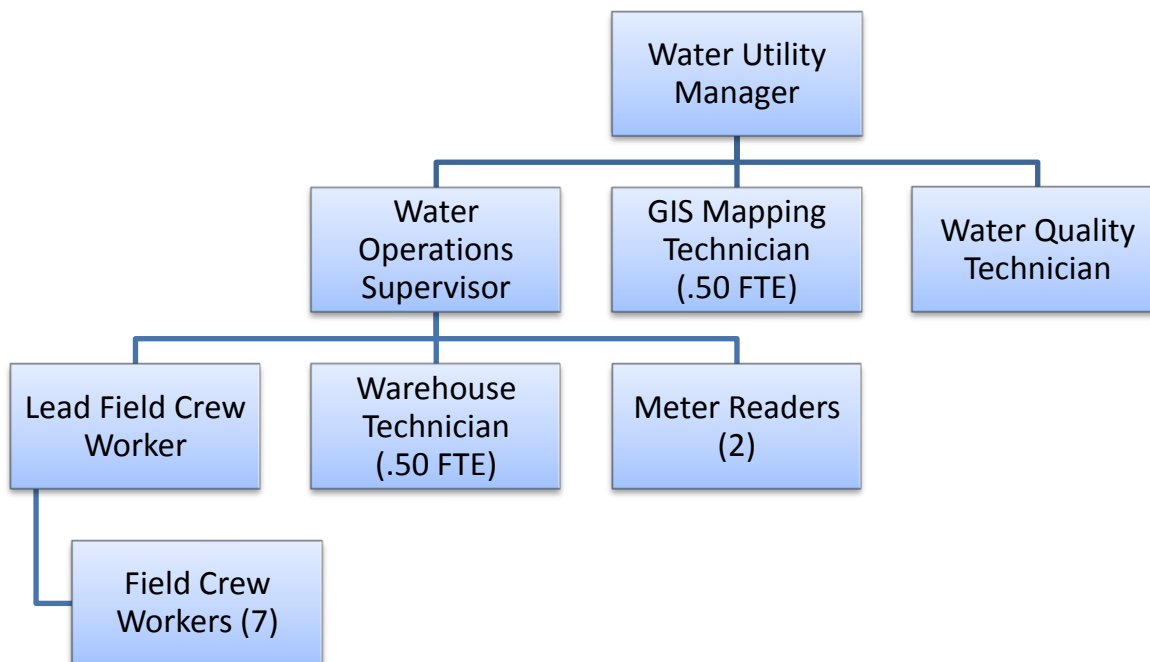 Water Utility
Manager
Water
Operations
Supervisor
GIS Mapping
Technician
(.50 FTE)
Water Quality
Technician
Lead Field Crew
Worker
Warehouse
Technician
(.50 FTE)
Meter Readers
(2)
Field Crew
Workers (7)